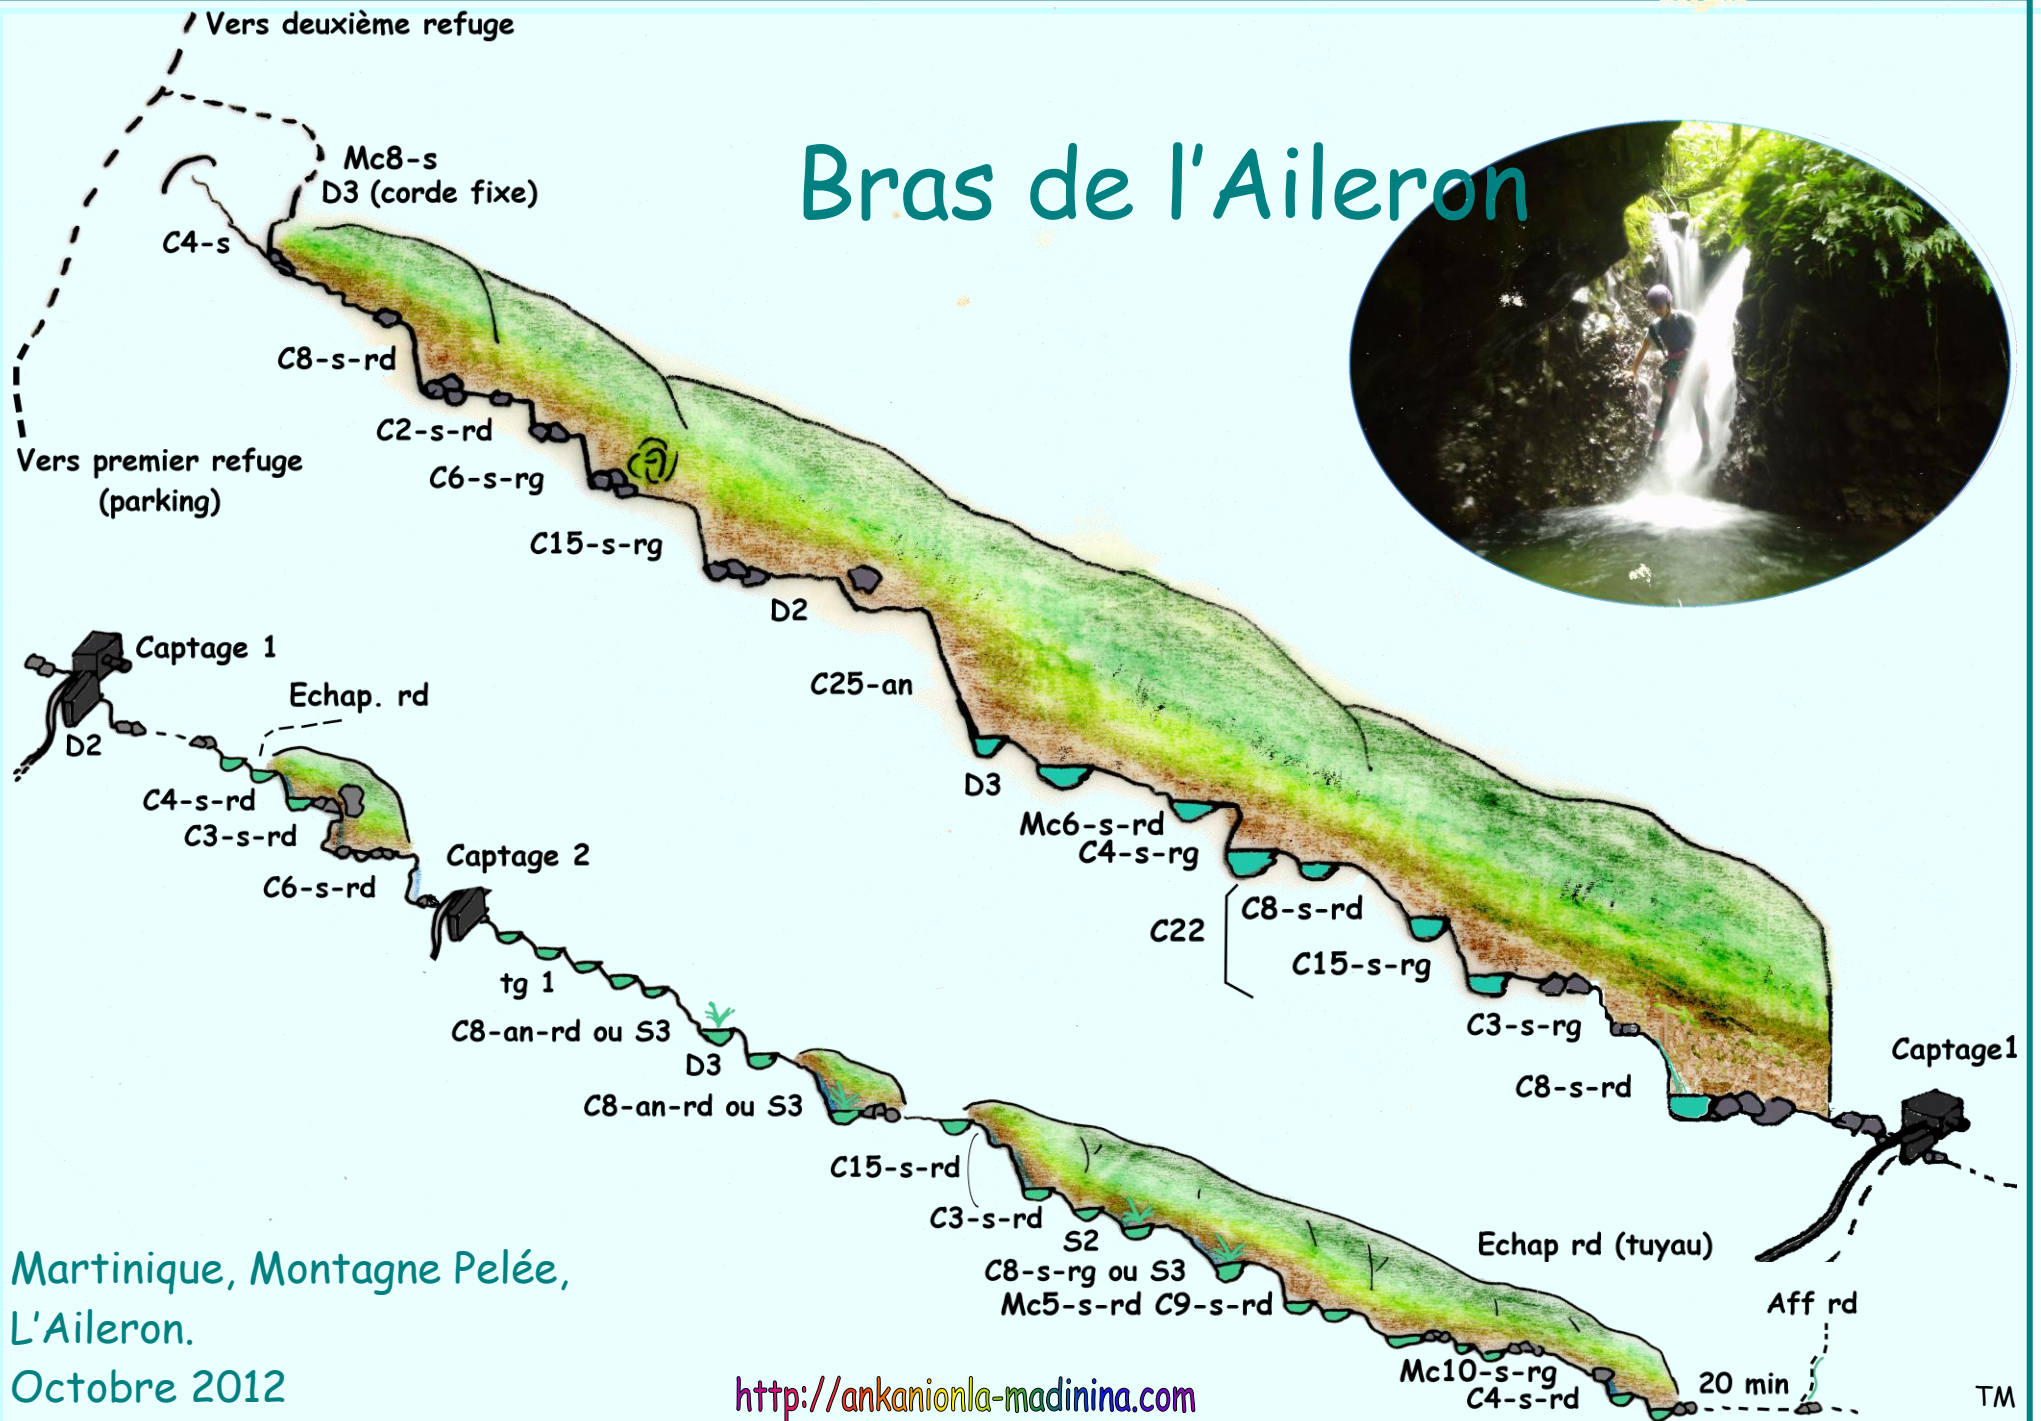 Vers deuxième refuge
Bras de l'Aileron
Mc8-s
D3 (corde fixe)
C4-s
C8-s-rd
C2-s-rd
Vers premier refuge
(parking)
C6-s-rg
C15-s-rg
D2
C25-an
D3
Mc6-s-rd
C4-s-rg
C22
C8-s-rd
C15-s-rg
C3-s-rg
C8-s-rd
Captage1
Echap rd (tuyau)
Captage 1
D2
Echap. rd
C4-s-rd
C3-s-rd
C6-s-rd
Captage 2
tg 1
C8-an-rd ou S3
D3
C8-an-rd ou S3
C15-s-rd
C3-s-rd
S2
C8-s-rg ou S3
Mc5-s-rd C9-s-rd
Mc10-s-rg
C4-s-rd
20 min
Aff rd
Martinique, Montagne Pelée,
L'Aileron.
Octobre 2012
http://ankanionla-madinina.com
TM